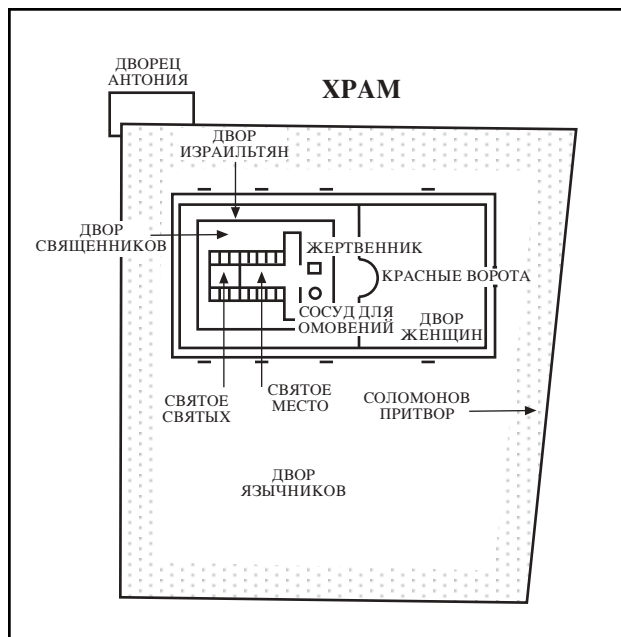 ДВОРЕЦ
АНТОНИЯ
ХРАМ
ДВОР
ИЗРАИЛЬТЯН
ДВОР
СВЯЩЕННИКОВ
ЖЕРТВЕННИК
КРАСНЫЕ ВОРОТА
СОСУД ДЛЯ
ОМОВЕНИЙ
ДВОР
ЖЕНЩИН
СВЯТОЕ
СВЯТЫХ
СВЯТОЕ
МЕСТО
СОЛОМОНОВ
ПРИТВОР
ДВОР
ЯЗЫЧНИКОВ